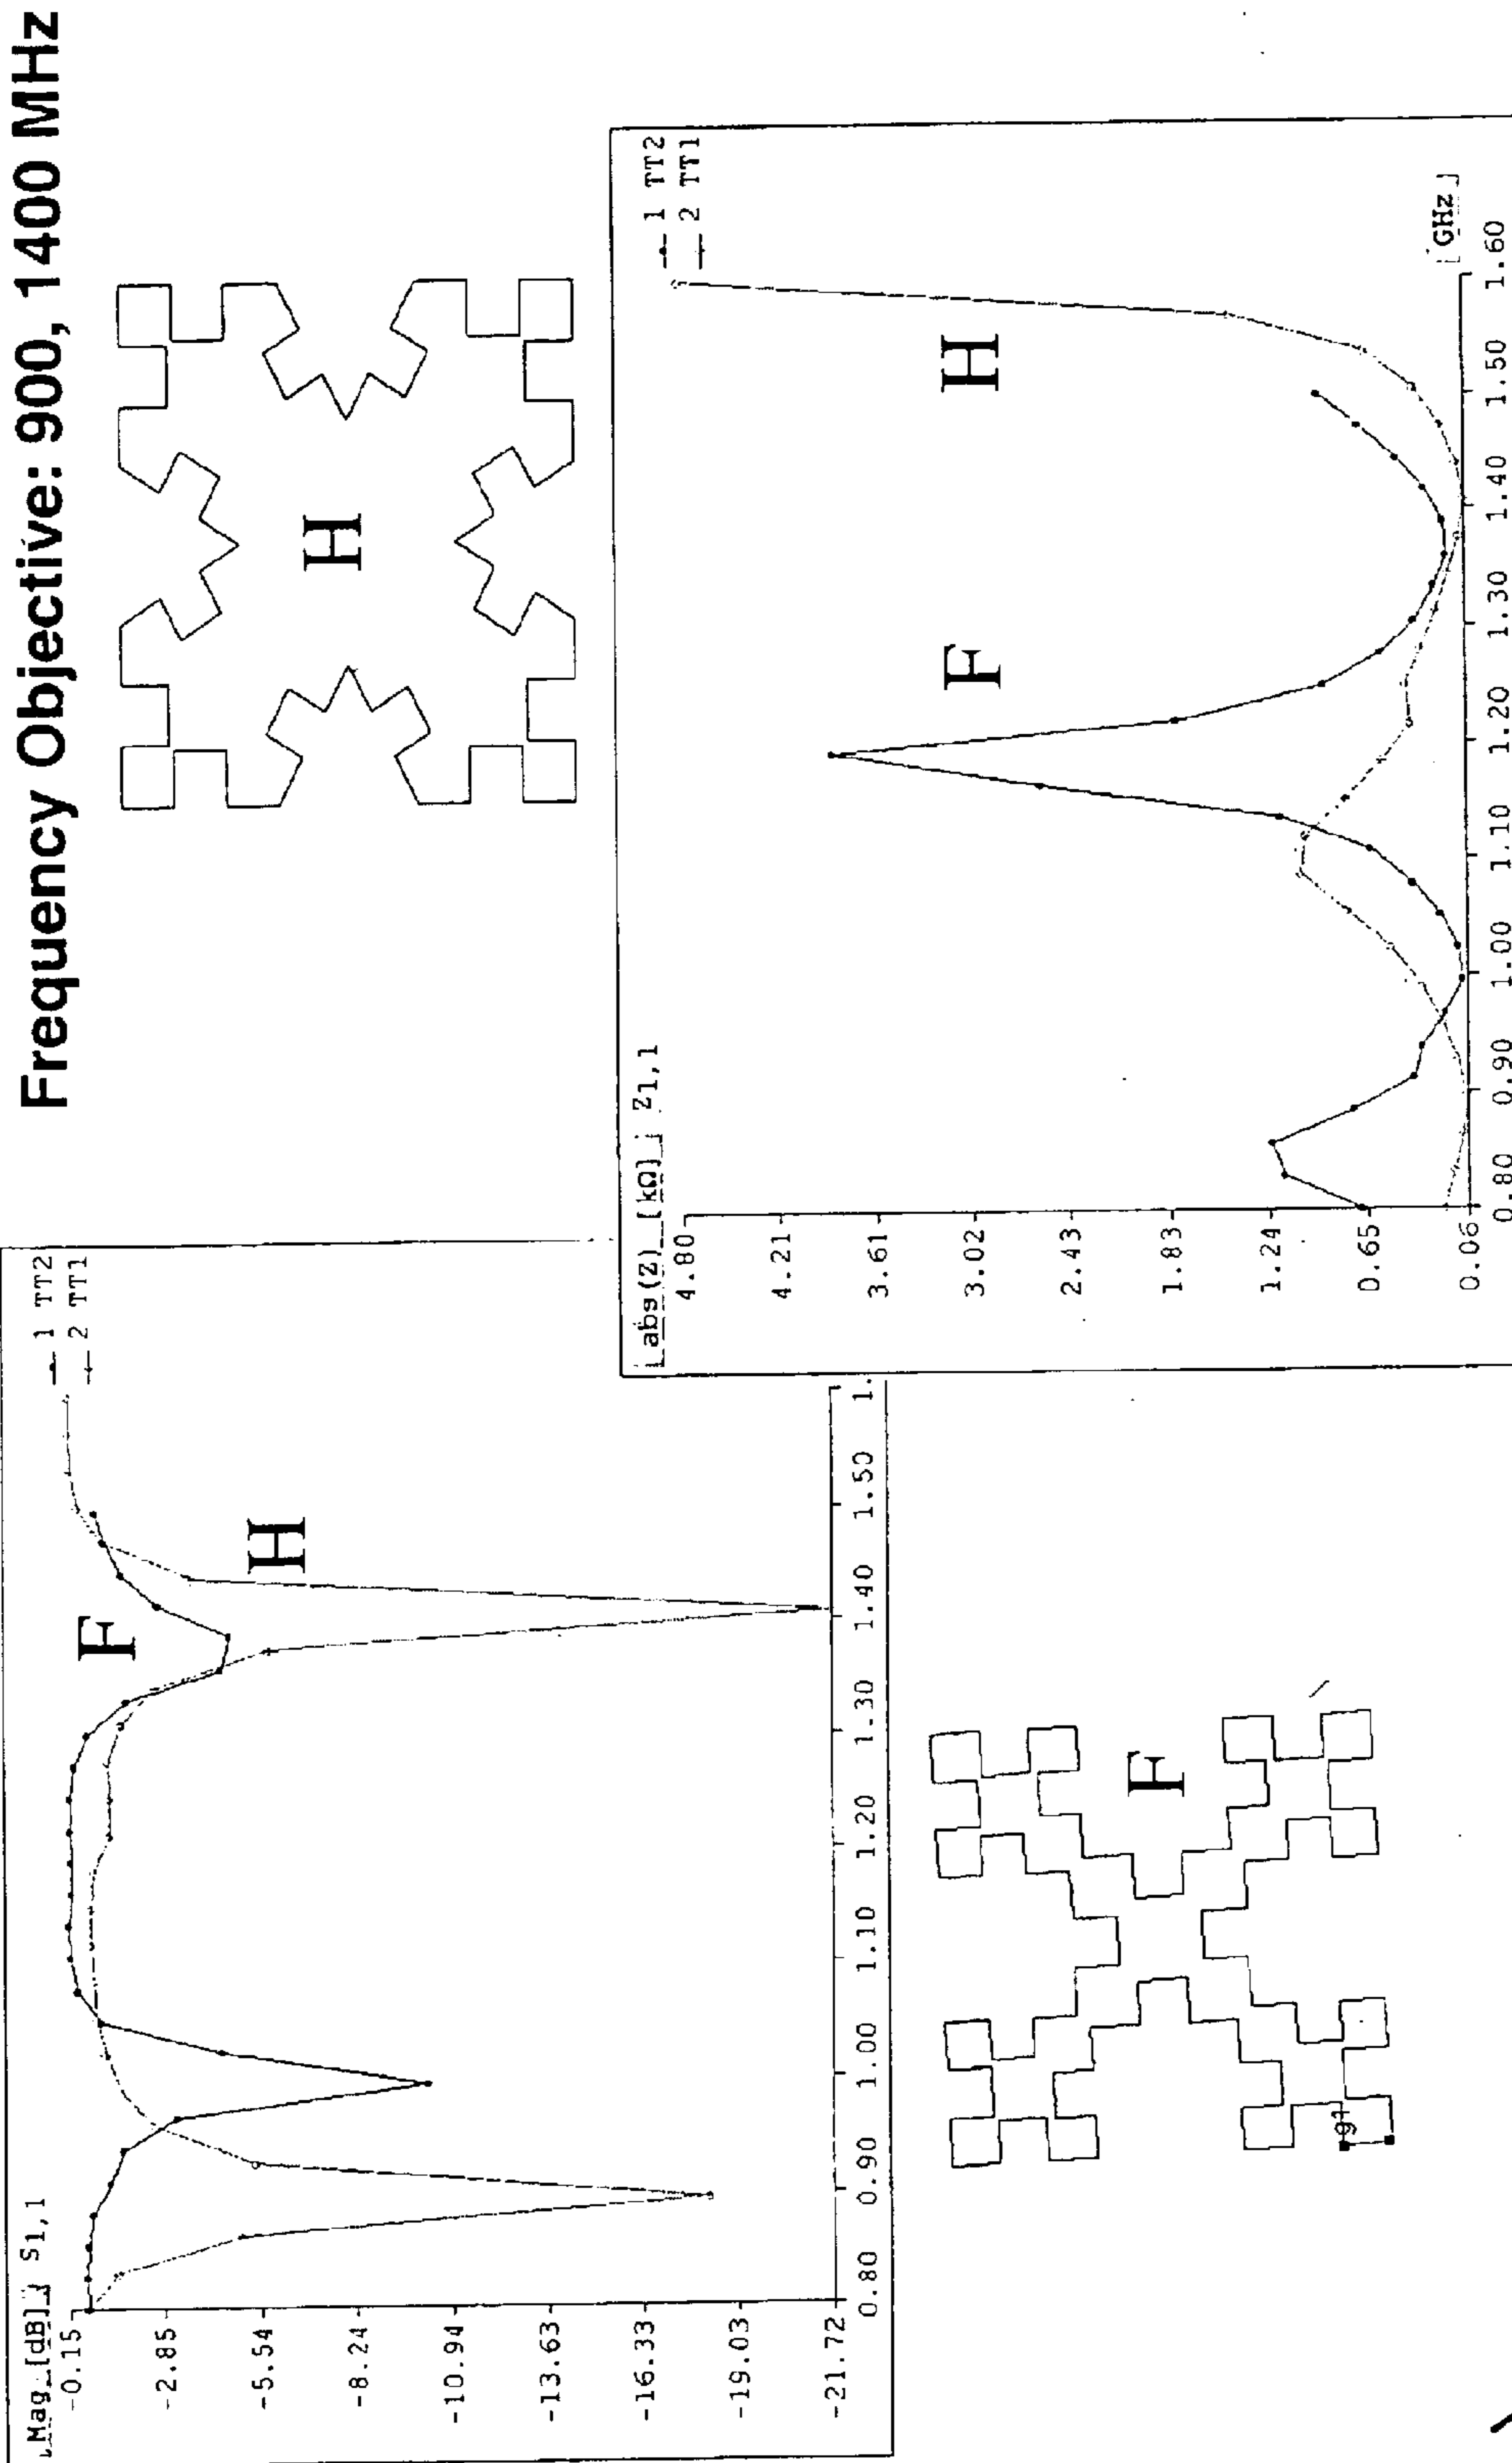 Frequency Objective: 900, 1400 MHz
Mag [dB] S1,1
1 TT2
2 TT1
-0.15
-2.85
-5.54
-8.24
-10.94
-13.63
-16.33
-19.03
-21.72
0.80
0.90
1.00
1.10
1.20
1.30
1.40
1.50
1.
F
H
H
[abs(Z) [kΩ] Z1,1
1 TT2
2 TT1
4.80
4.21
3.61
3.02
2.43
1.83
1.24
0.65
0.06
0.80
0.90
1.00
1.10
1.20
1.30
1.40
1.50
1.60
[GHz]
F
H
F
g1